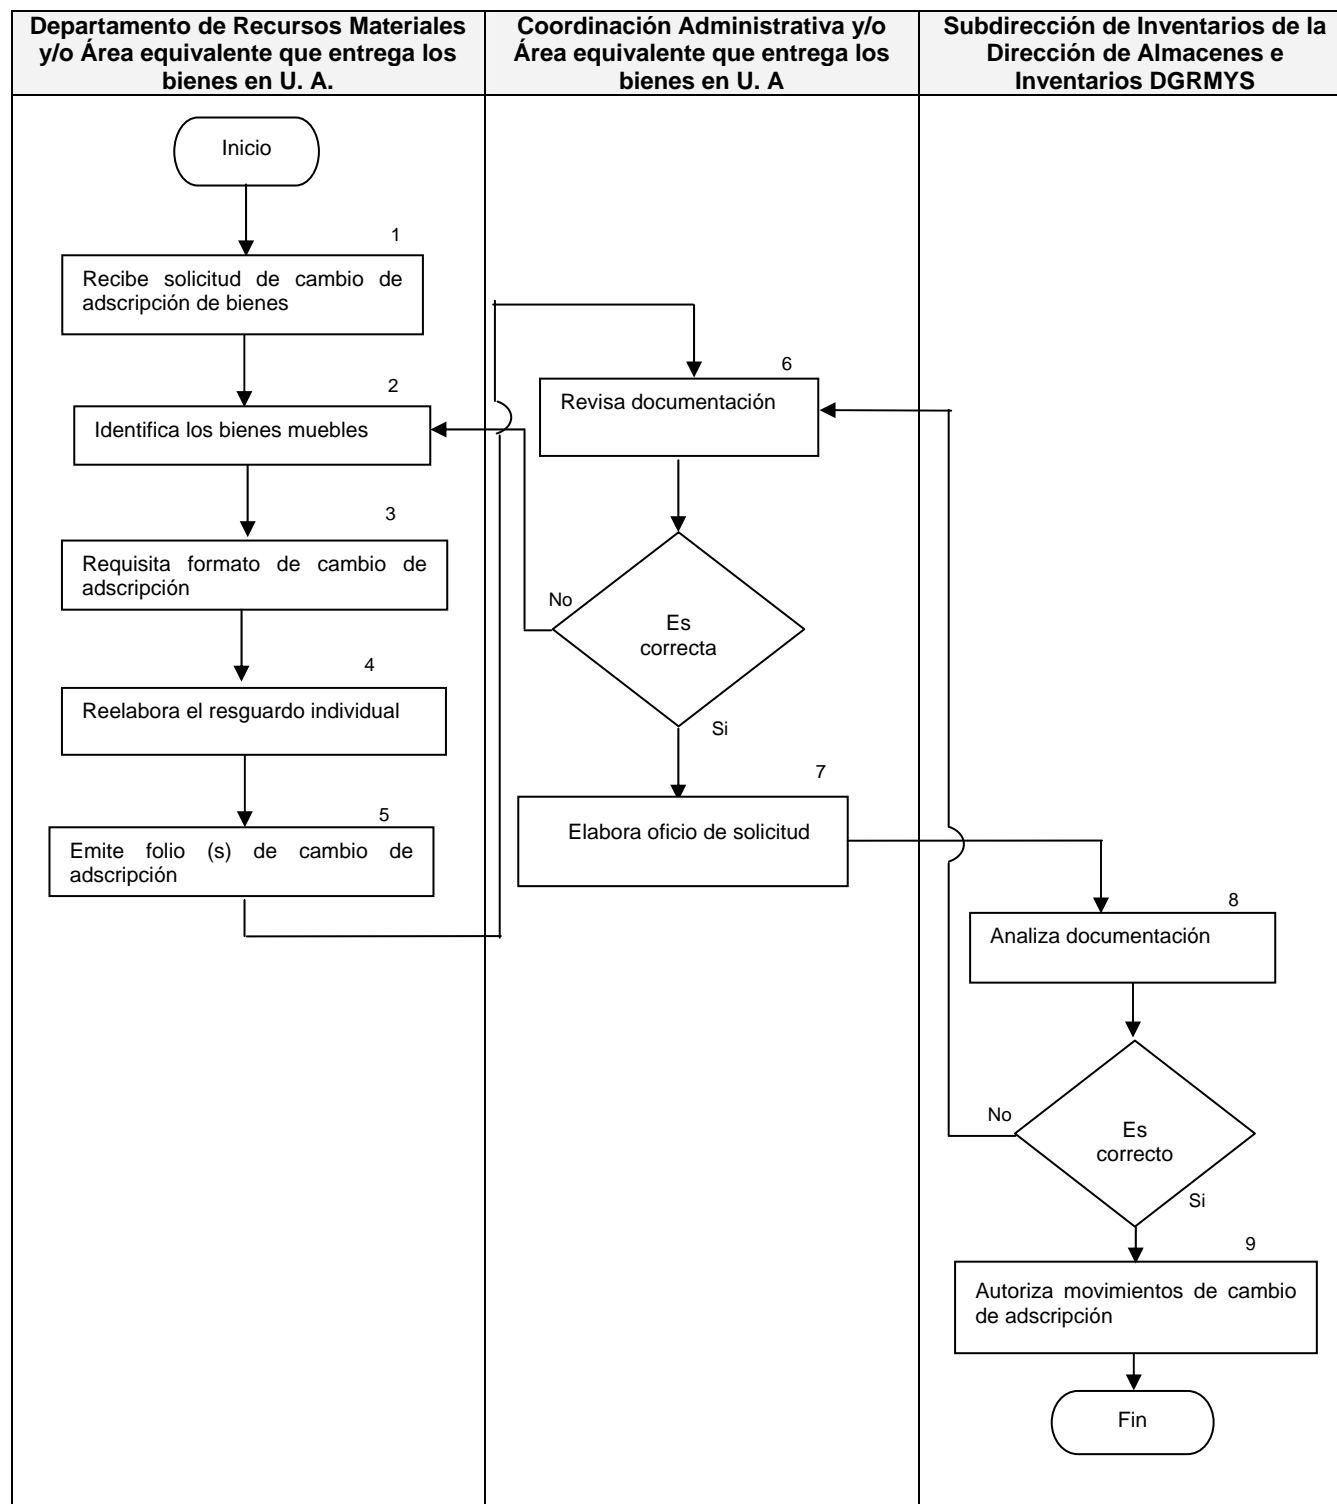 Departamento de Recursos Materiales
y/o Área equivalente que entrega los
bienes en U. A.
Coordinación Administrativa y/o
Área equivalente que entrega los
bienes en U. A
Subdirección de Inventarios de la
Dirección de Almacenes e
Inventarios DGRMYS
Inicio
1
Recibe solicitud de cambio de
adscripción de bienes
2
Identifica los bienes muebles
3
Requisita formato de cambio de
adscripción
4
Reelabora el resguardo individual
5
Emite folio (s) de cambio de
adscripción
6
Revisa documentación
No
Es
correcta
Si
7
Elabora oficio de solicitud
8
Analiza documentación
No
Es
correcto
Si
9
Autoriza movimientos de cambio
de adscripción
Fin